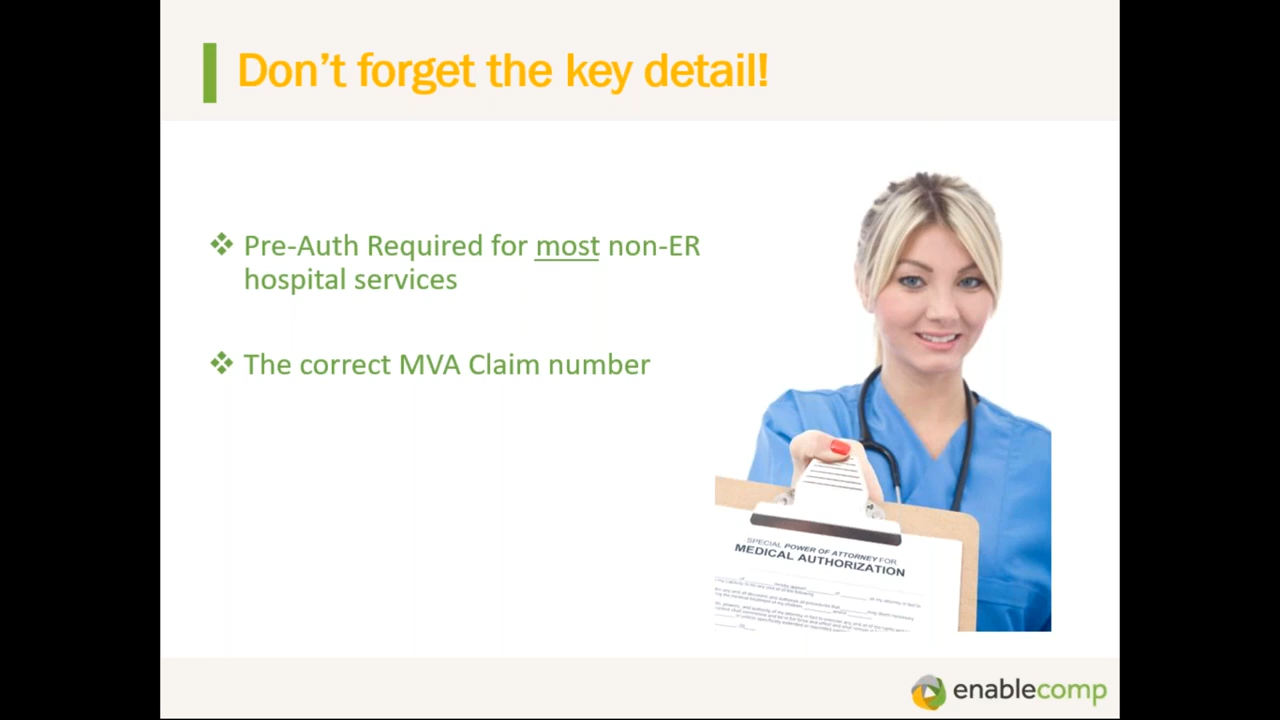 Don't forget the key detail!
❖ Pre-Auth Required for most non-ER
hospital services
❖ The correct MVA Claim number
SPECIAL POWER OF ATTORNEY FOR
MEDICAL AUTHORIZATION
enablecomp